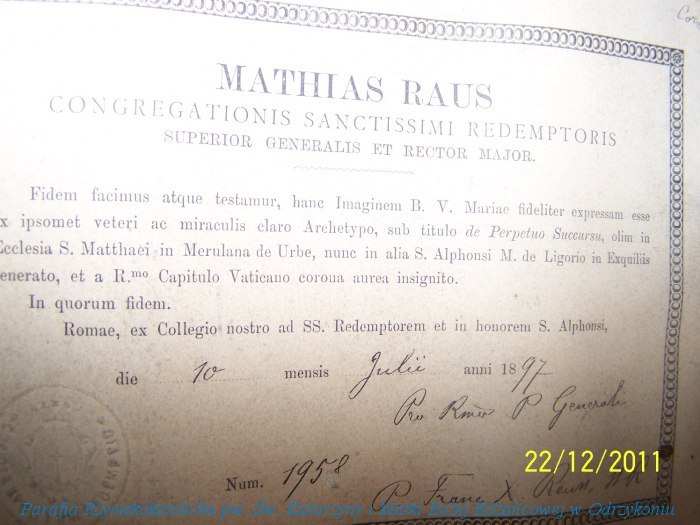 MATHIAS RAUS
CONGREGATIONIS SANCTISSIMI REDEMPTORIS
SUPERIOR GENERALIS ET RECTOR MAJOR.
Fidem facimus atque testamur, hanc Imaginem B. V. Mariae fideliter expressam esse
x ipsomet veteri ac miraculis claro Archetypo, sub titulo de Perpetuo Succursu, olim in
Ecclesia S. Matthaei in Merulana de Urbe, nunc in alia S. Alphonsi M. de Ligorio in Exquiliis
enerato, et a R.mo Capitulo Vaticano corona aurea insignito.
In quorum fidem.
Romae, ex Collegio nostro ad SS. Redemptorem et in honorem S. Alphonsi,
die 10 mensis Julii anni 1897
Pro P Generali
22/12/2011
Num. 1958
P Franc X.
Parafia Rzymskokatolicka pw. Św. Katarzyny i Matki Bożej Różańcowej w Odrzykoniu